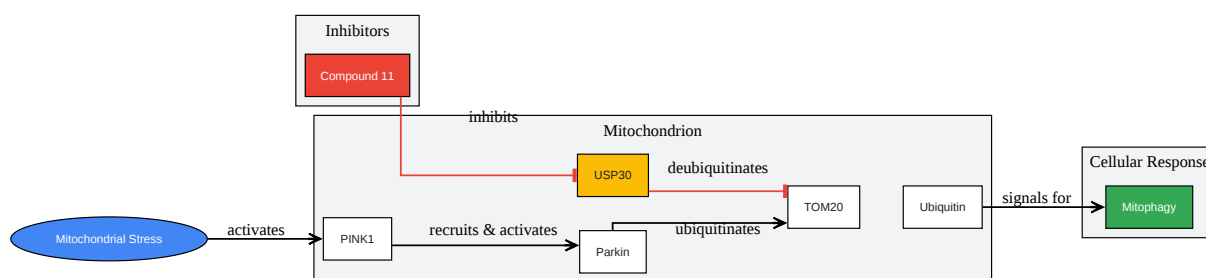 Inhibitors
Compound 11
inhibits
Mitochondrion
USP30
deubiquitinates
Cellular Response
TOM20
Ubiquitin
signals for
Mitophagy
Mitochondrial Stress
activates
PINK1
recruits & activates
Parkin
ubiquitinates